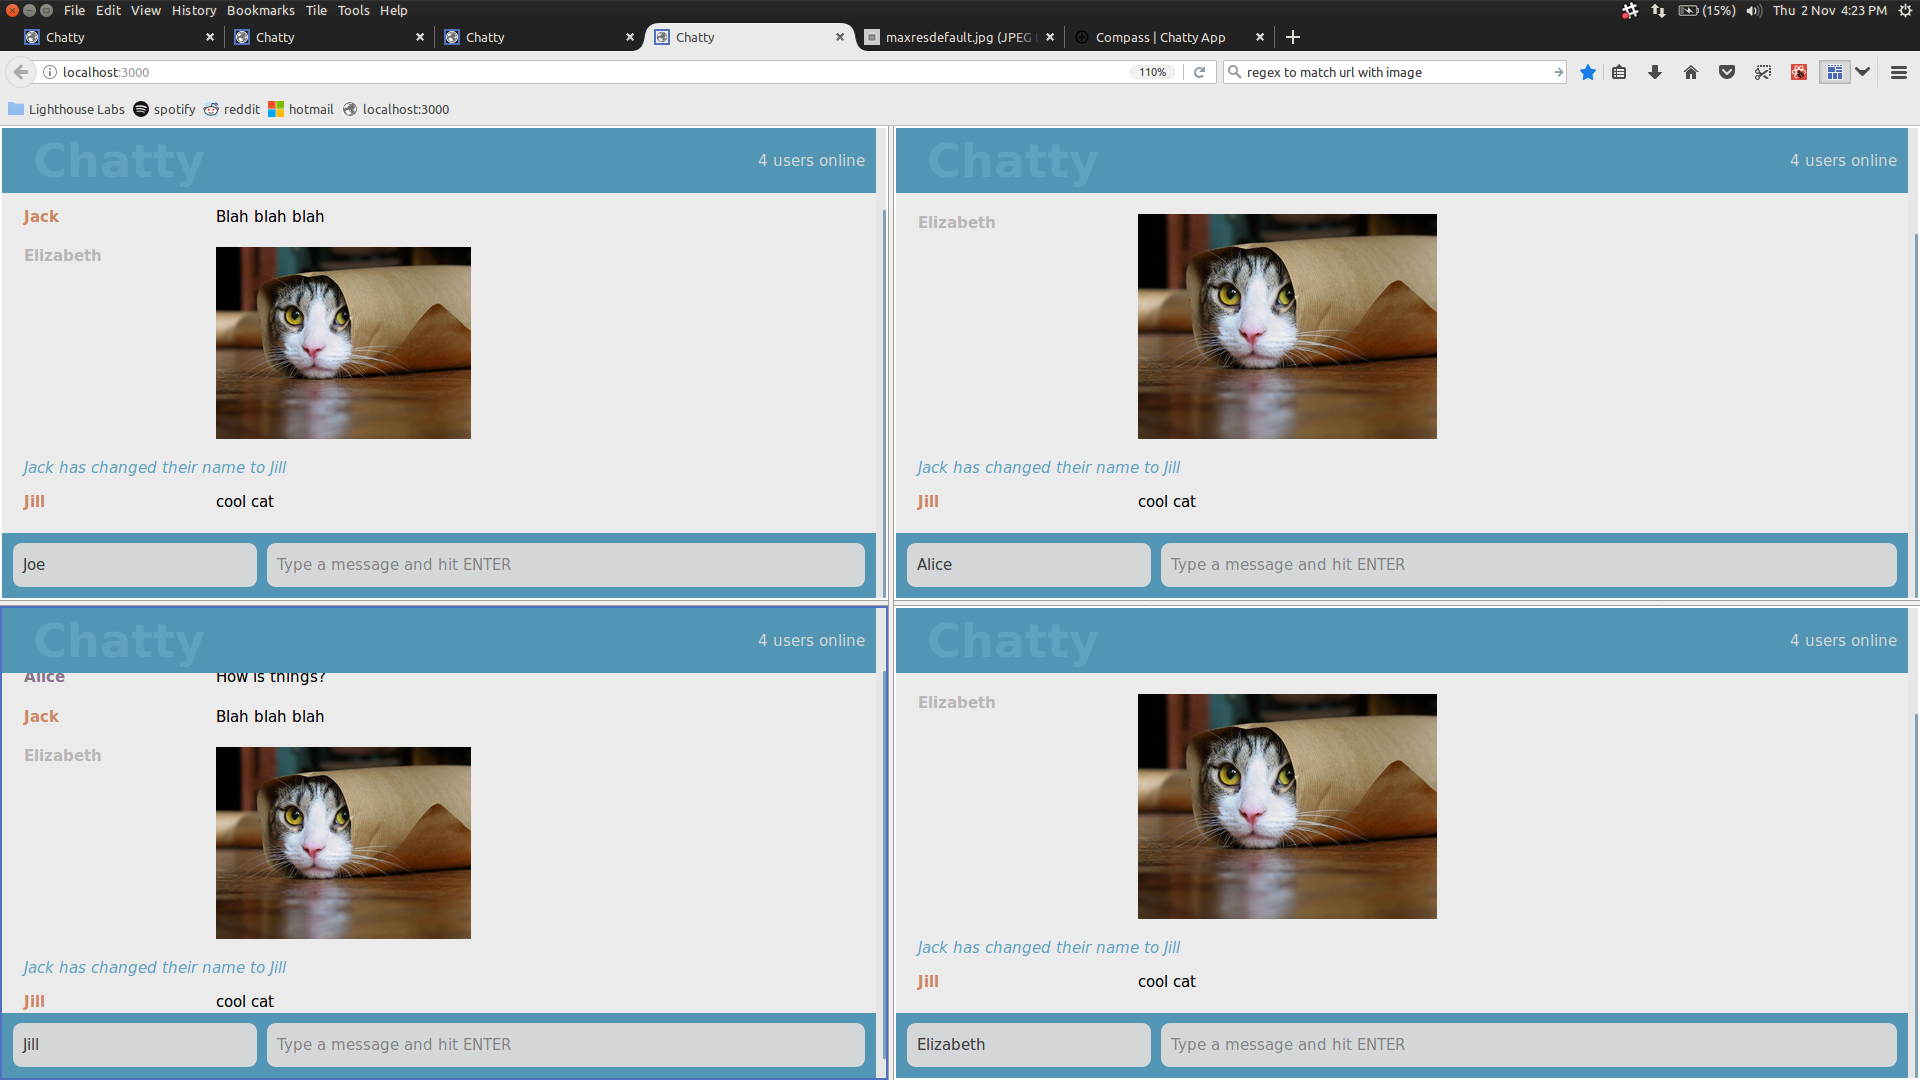 File Edit View History Bookmarks Tile Tools Help
(15%) Thu 2 Nov 4:23 PM
Chatty Chatty Chatty Chatty maxresdefault.jpg (JPEG Compass | Chatty App
localhost:3000 110% regex to match url with image
Lighthouse Labs spotify reddit hotmail localhost:3000
Chatty
4 users online
Jack Blah blah blah
Elizabeth
Jack has changed their name to Jill
Jill cool cat
Joe Type a message and hit ENTER
Chatty
4 users online
Elizabeth
Jack has changed their name to Jill
Jill cool cat
Alice Type a message and hit ENTER
Chatty
4 users online
Alice How is things?
Jack Blah blah blah
Elizabeth
Jack has changed their name to Jill
Jill cool cat
Jill Type a message and hit ENTER
Chatty
4 users online
Elizabeth
Jack has changed their name to Jill
Jill cool cat
Elizabeth Type a message and hit ENTER